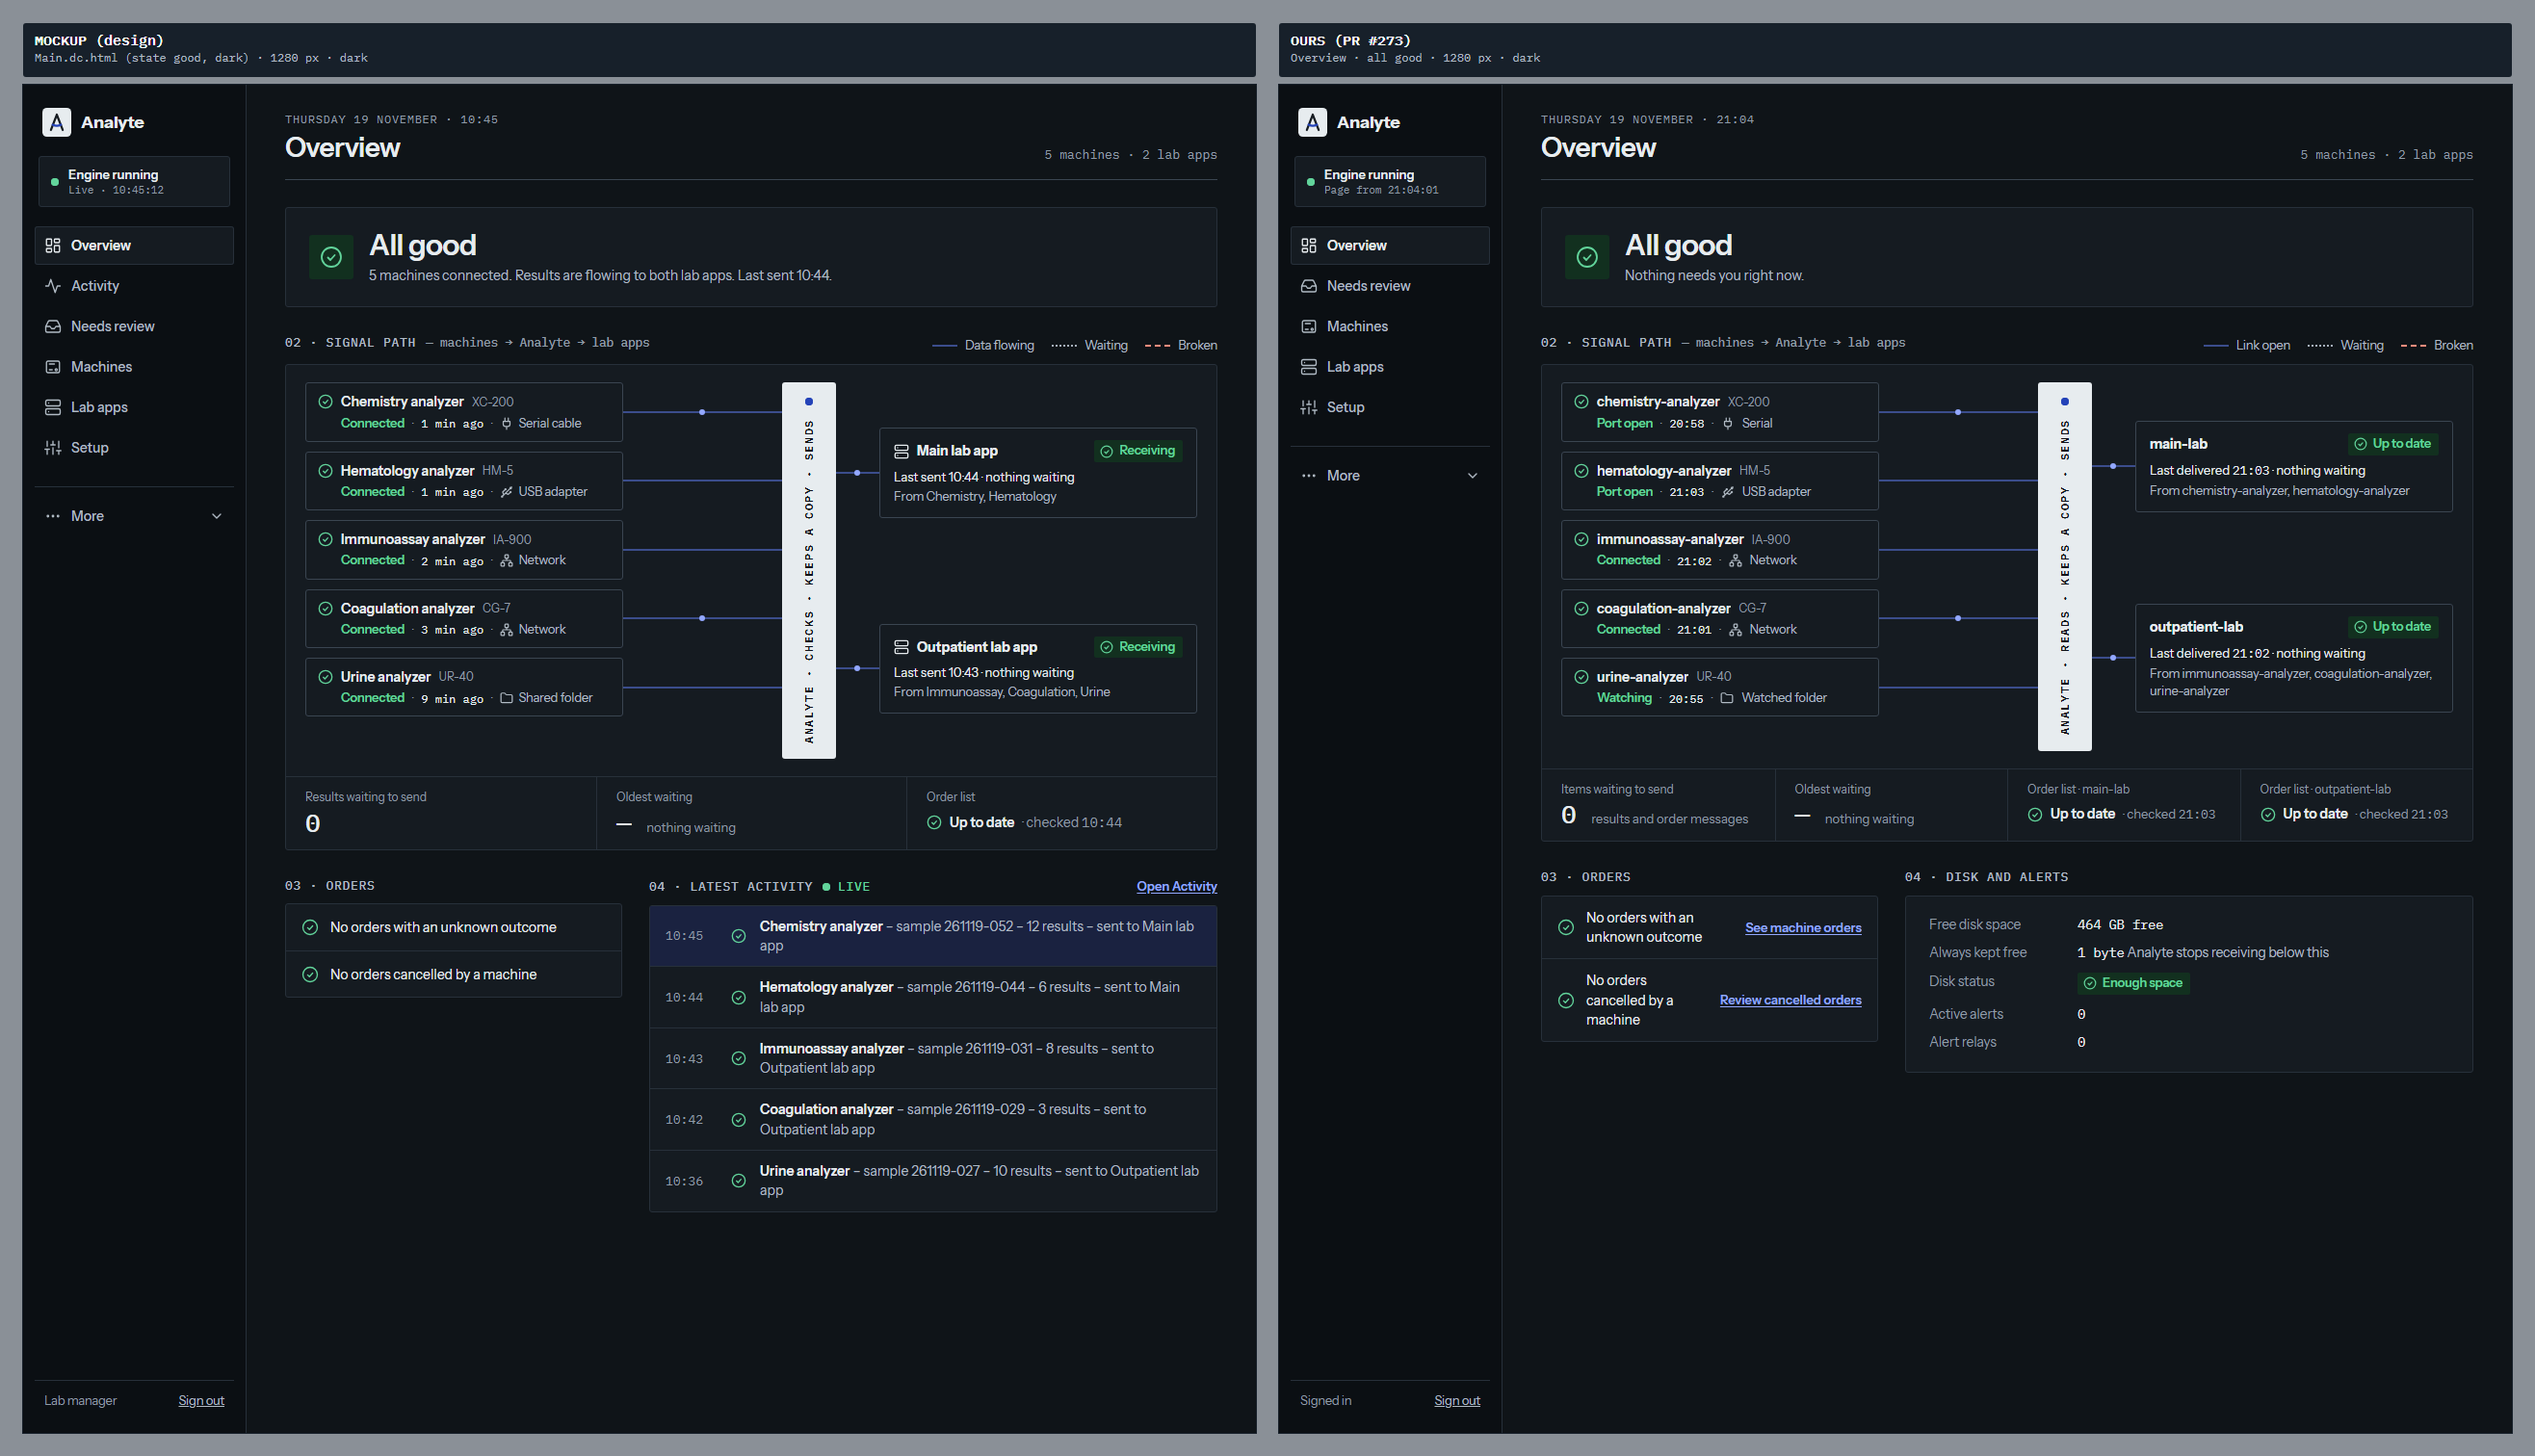 MOCKUP (design)
Main.dc.html (state good, dark) · 1280 px · dark
A Analyte
Engine running
Live · 10:45:12
Overview
Activity
Needs review
Machines
Lab apps
Setup
More
Lab manager
Sign out
THURSDAY 19 NOVEMBER · 10:45
Overview
5 machines · 2 lab apps
All good
5 machines connected. Results are flowing to both lab apps. Last sent 10:44.
02 · SIGNAL PATH — machines → Analyte → lab apps
Data flowing
Waiting
Broken
Chemistry analyzer XC-200
Connected · 1 min ago · Serial cable
Hematology analyzer HM-5
Connected · 1 min ago · USB adapter
Immunoassay analyzer IA-900
Connected · 2 min ago · Network
Coagulation analyzer CG-7
Connected · 3 min ago · Network
Urine analyzer UR-40
Connected · 9 min ago · Shared folder
ANALYTE · CHECKS · KEEPS A COPY · SENDS
Main lab app
Receiving
Last sent 10:44 · nothing waiting
From Chemistry, Hematology
Outpatient lab app
Receiving
Last sent 10:43 · nothing waiting
From Immunoassay, Coagulation, Urine
Results waiting to send
0
Oldest waiting
— nothing waiting
Order list
Up to date · checked 10:44
03 · ORDERS
No orders with an unknown outcome
No orders cancelled by a machine
04 · LATEST ACTIVITY
LIVE
Open Activity
10:45
Chemistry analyzer – sample 261119-052 – 12 results – sent to Main lab
app
10:44
Hematology analyzer – sample 261119-044 – 6 results – sent to Main
lab app
10:43
Immunoassay analyzer – sample 261119-031 – 8 results – sent to
Outpatient lab app
10:42
Coagulation analyzer – sample 261119-029 – 3 results – sent to
Outpatient lab app
10:36
Urine analyzer – sample 261119-027 – 10 results – sent to Outpatient lab
app
OURS (PR #273)
Overview · all good · 1280 px · dark
A Analyte
Engine running
Page from 21:04:01
Overview
Needs review
Machines
Lab apps
Setup
More
Signed in
Sign out
THURSDAY 19 NOVEMBER · 21:04
Overview
5 machines · 2 lab apps
All good
Nothing needs you right now.
02 · SIGNAL PATH — machines → Analyte → lab apps
Link open
Waiting
Broken
chemistry-analyzer XC-200
Port open · 20:58 · Serial
hematology-analyzer HM-5
Port open · 21:03 · USB adapter
immunoassay-analyzer IA-900
Connected · 21:02 · Network
coagulation-analyzer CG-7
Connected · 21:01 · Network
urine-analyzer UR-40
Watching · 20:55 · Watched folder
ANALYTE · READS · KEEPS A COPY · SENDS
main-lab
Up to date
Last delivered 21:03 · nothing waiting
From chemistry-analyzer, hematology-analyzer
outpatient-lab
Up to date
Last delivered 21:02 · nothing waiting
From immunoassay-analyzer, coagulation-analyzer,
urine-analyzer
Items waiting to send
0 results and order messages
Oldest waiting
— nothing waiting
Order list · main-lab
Up to date · checked 21:03
Order list · outpatient-lab
Up to date · checked 21:03
03 · ORDERS
No orders with an
unknown outcome
See machine orders
No orders
cancelled by a
machine
Review cancelled orders
04 · DISK AND ALERTS
Free disk space 464 GB free
Always kept free 1 byte Analyte stops receiving below this
Disk status Enough space
Active alerts 0
Alert relays 0